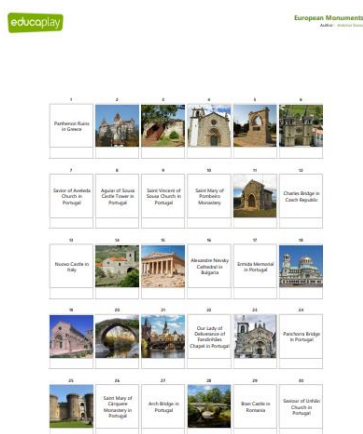 educaplay
European Monuments
1
2
3
4
5
6
Parthenon Ruins
in Greece
7
8
9
10
11
12
Savior of Aveleda
Church in
Portugal
Aguiar of Sousa
Castle Tower in
Portugal
Saint Vincent of
Sousa Church in
Portugal
Saint Mary of
Pombeiro
Monastery
Charles Bridge in
Czech Republic
13
14
15
16
17
18
Nuovo Castle in
Italy
Alexandre Nevsky
Cathedral in
Bulgaria
Ermida Memorial
in Portugal
19
20
21
22
23
24
Our Lady of
Deliverance of
Fandinhães
Chapel in Portugal
Panchorra Bridge
in Portugal
25
26
27
28
29
30
Saint Mary of
Cárquere
Monastery in
Portugal
Arch Bridge in
Portugal
Bran Castle in
Romania
Saviour of Unhão
Church in
Portugal